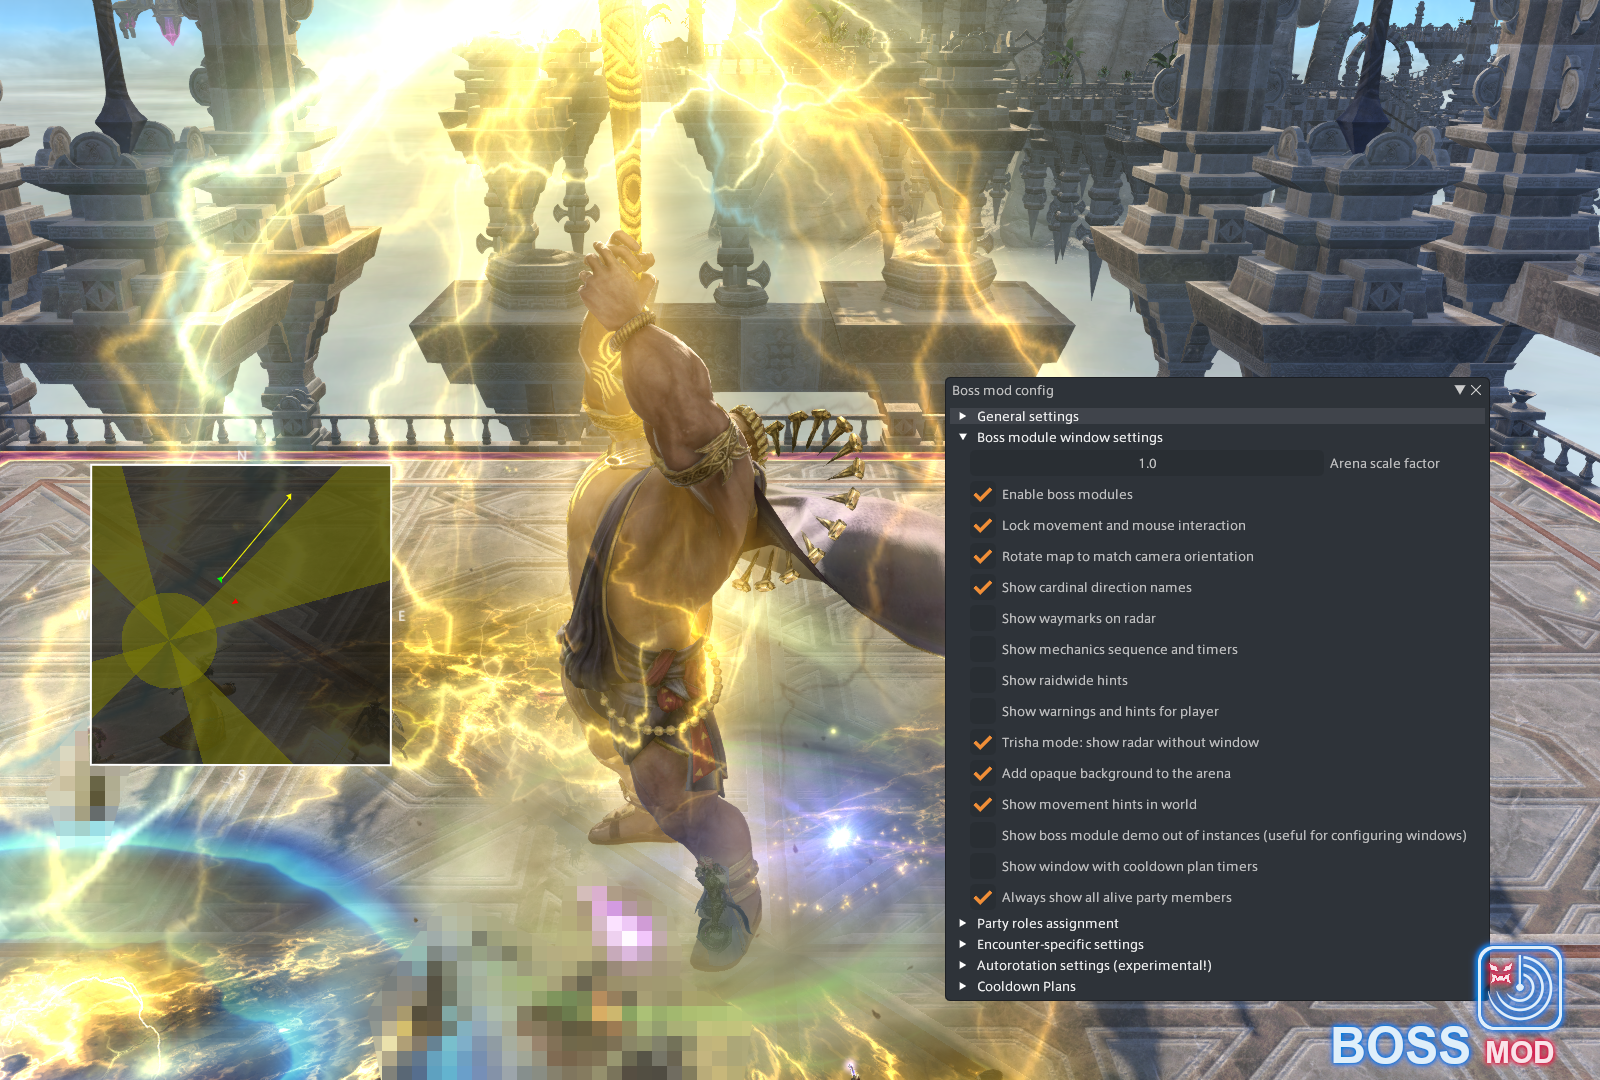 N
E
S
Boss mod config
General settings
Boss module window settings
1.0 Arena scale factor
Enable boss modules
Lock movement and mouse interaction
Rotate map to match camera orientation
Show cardinal direction names
Show waymarks on radar
Show mechanics sequence and timers
Show raidwide hints
Show warnings and hints for player
Trisha mode: show radar without window
Add opaque background to the arena
Show movement hints in world
Show boss module demo out of instances (useful for configuring windows)
Show window with cooldown plan timers
Always show all alive party members
Party roles assignment
Encounter-specific settings
Autorotation settings (experimental!)
Cooldown Plans
BOSS MOD